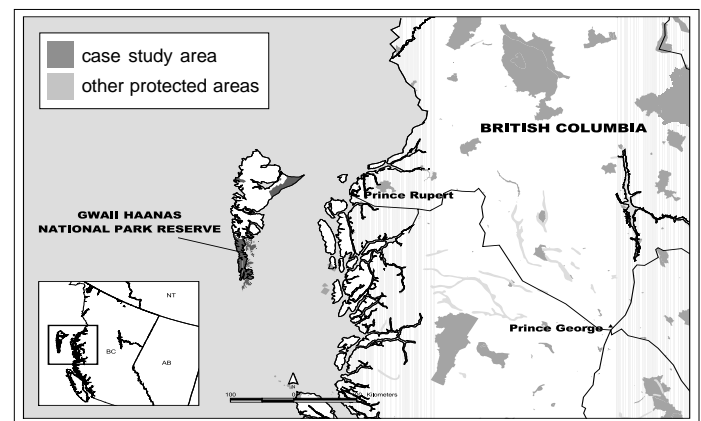 case study area
other protected areas
BRITISH COLUMBIA
Prince Rupert
GWAII HAANAS
NATIONAL PARK RESERVE
Prince George
NT
BC
AB
100
0
Kilometers